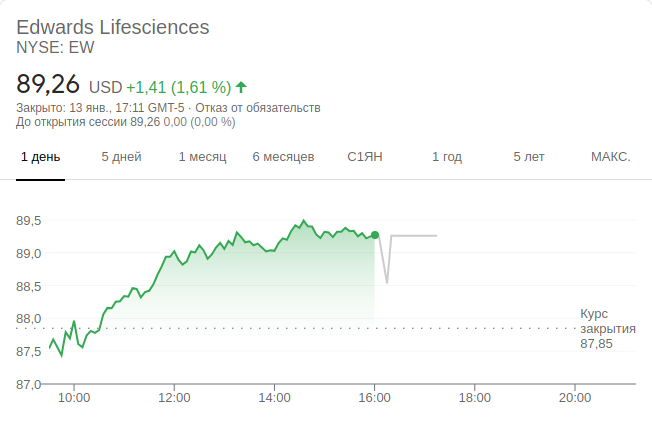 Edwards Lifesciences
NYSE: EW
89,26 USD +1,41 (1,61 %)
Закрыто: 13 янв., 17:11 GMT-5 · Отказ от обязательств
До открытия сессии 89,26 0,00 (0,00 %)
1 день 5 дней 1 месяц 6 месяцев С1ЯН 1 год 5 лет МАКС.
89,5
89,0
88,5
88,0
87,5
87,0
Курс
закрытия
87,85
10:00 12:00 14:00 16:00 18:00 20:00